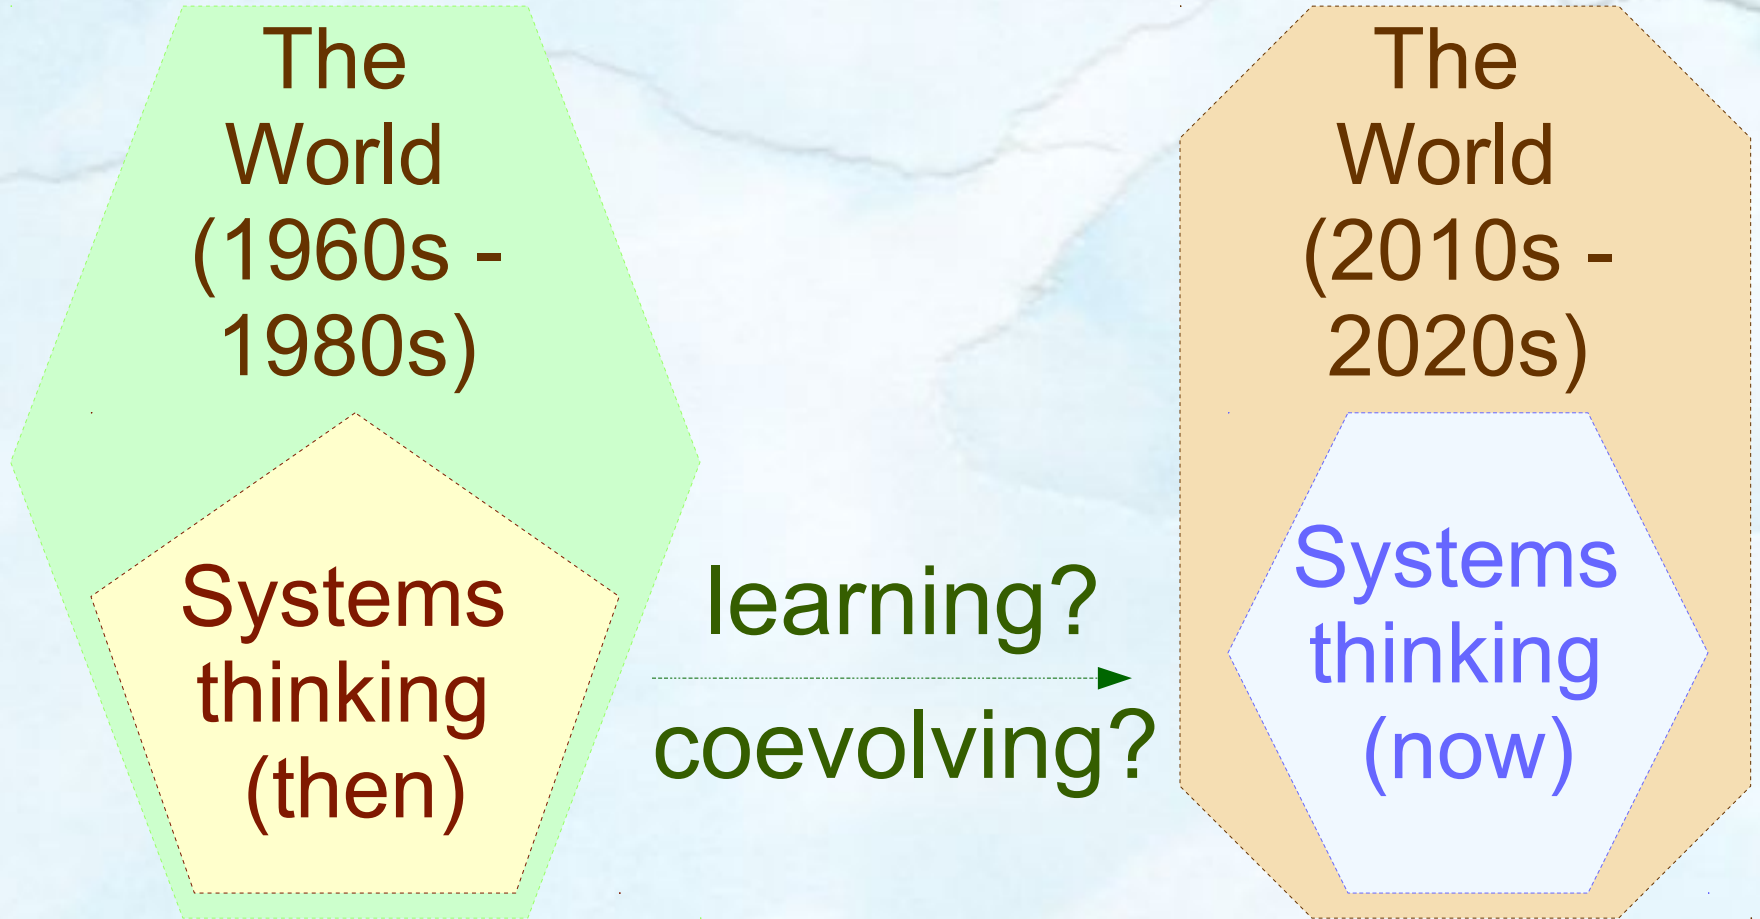 The
World
(1960s -
1980s)
Systems
thinking
(then)
learning?
coevolving?
The
World
(2010s -
2020s)
Systems
thinking
(now)